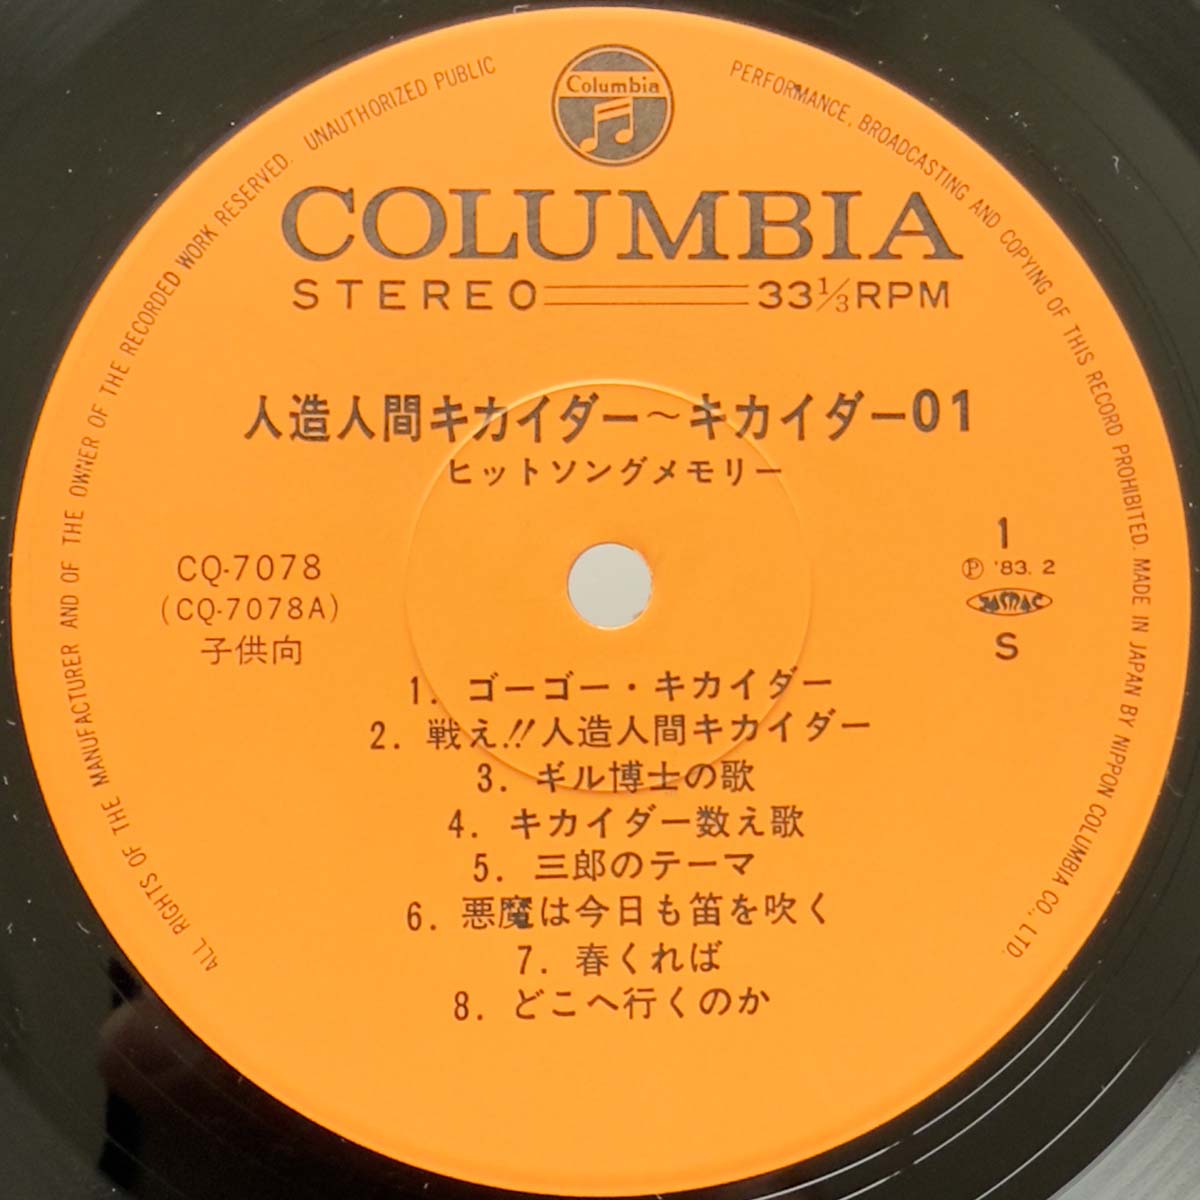 Columbia
COLUMBIA
STEREO 33⅓RPM
人造人間キカイダー～キカイダー01
ヒットソングメモリー
CQ-7078
(CQ-7078A)
子供向
1
Ⓟ '83. 2
JASRAC
S
1. ゴーゴー・キカイダー
2. 戦え!!人造人間キカイダー
3. ギル博士の歌
4. キカイダー数え歌
5. 三郎のテーマ
6. 悪魔は今日も笛を吹く
7. 春くれば
8. どこへ行くのか
ALL RIGHTS OF THE MANUFACTURER AND OF THE OWNER OF THE RECORDED WORK RESERVED. UNAUTHORIZED PUBLIC PERFORMANCE, BROADCASTING AND COPYING OF THIS RECORD PROHIBITED. MADE IN JAPAN BY NIPPON COLUMBIA CO., LTD.